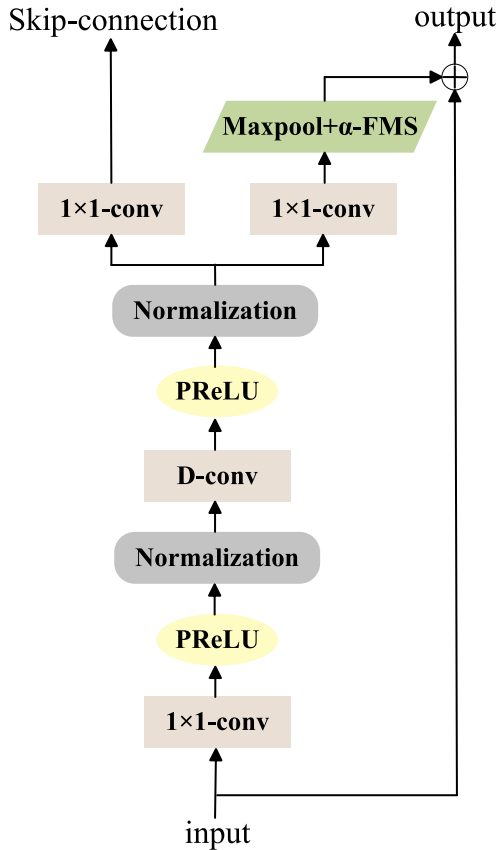 Skip-connection
output
Maxpool+α-FMS
1×1-conv
1×1-conv
Normalization
PReLU
D-conv
Normalization
PReLU
1×1-conv
input